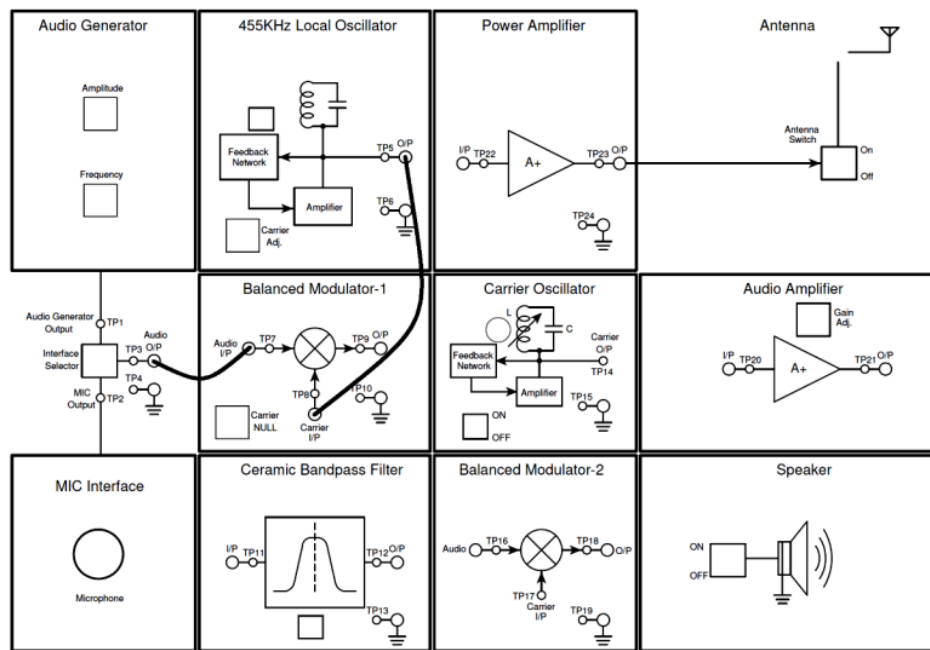 Audio Generator
Amplitude
Frequency
455KHz Local Oscillator
Feedback
Network
Amplifier
Carrier
Adj.
TP5
O/P
TP6
Power Amplifier
I/P
TP22
A+
TP23
O/P
TP24
Antenna
Antenna
Switch
On
Off
Audio Generator
Output
TP1
Interface
Selector
TP3
Audio
O/P
TP4
MIC
Output
TP2
Balanced Modulator-1
Audio
I/P
TP7
TP9
O/P
TP8
TP10
Carrier
NULL
Carrier
I/P
Carrier Oscillator
L
C
Feedback
Network
Amplifier
Carrier
O/P
TP14
TP15
ON
OFF
Audio Amplifier
Gain
Adj.
I/P
TP20
A+
TP21
O/P
MIC Interface
Microphone
Ceramic Bandpass Filter
I/P
TP11
TP12
O/P
TP13
Balanced Modulator-2
Audio
TP16
TP18
O/P
TP17
Carrier
I/P
TP19
Speaker
ON
OFF